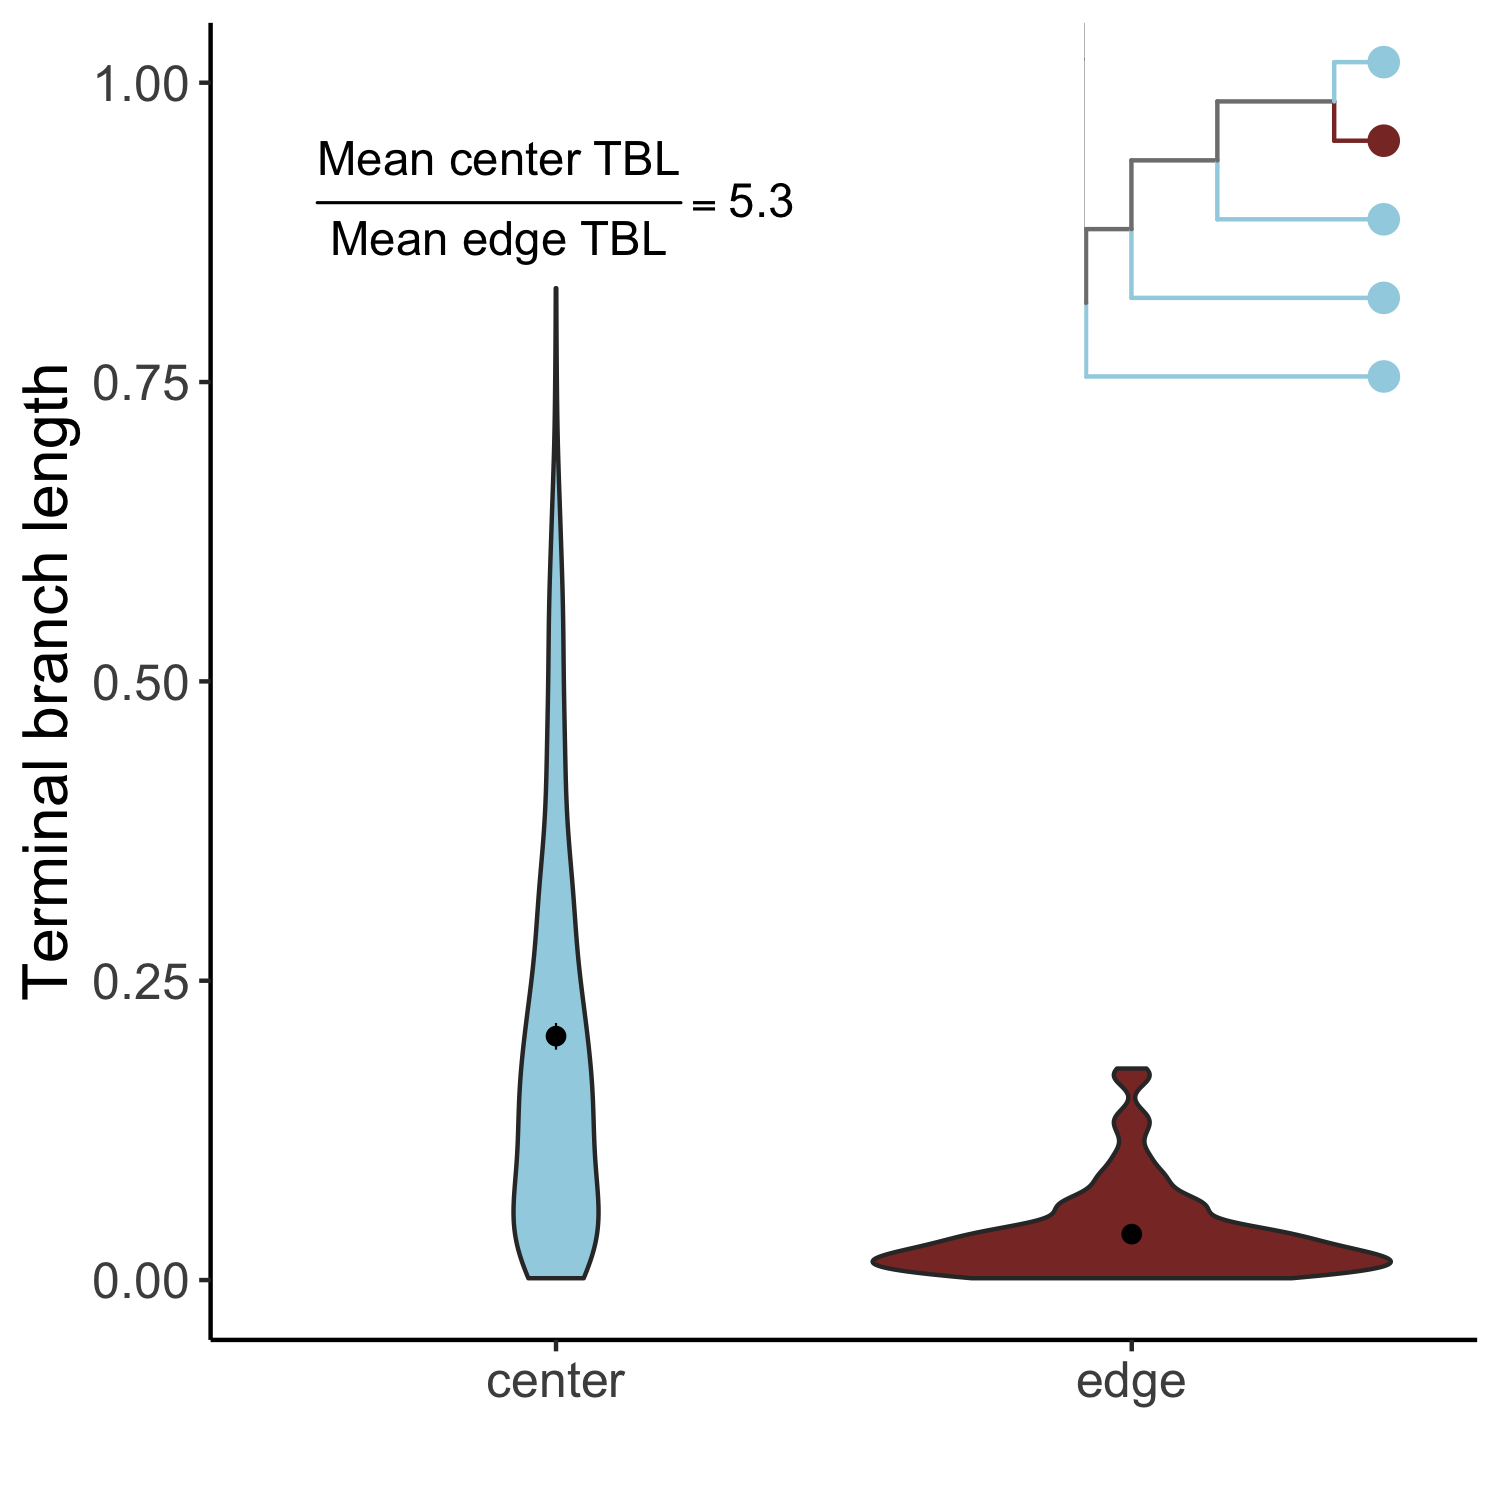 Mean center TBL
Mean edge TBL
= 5.3
Terminal branch length
1.00
0.75
0.50
0.25
0.00
center
edge